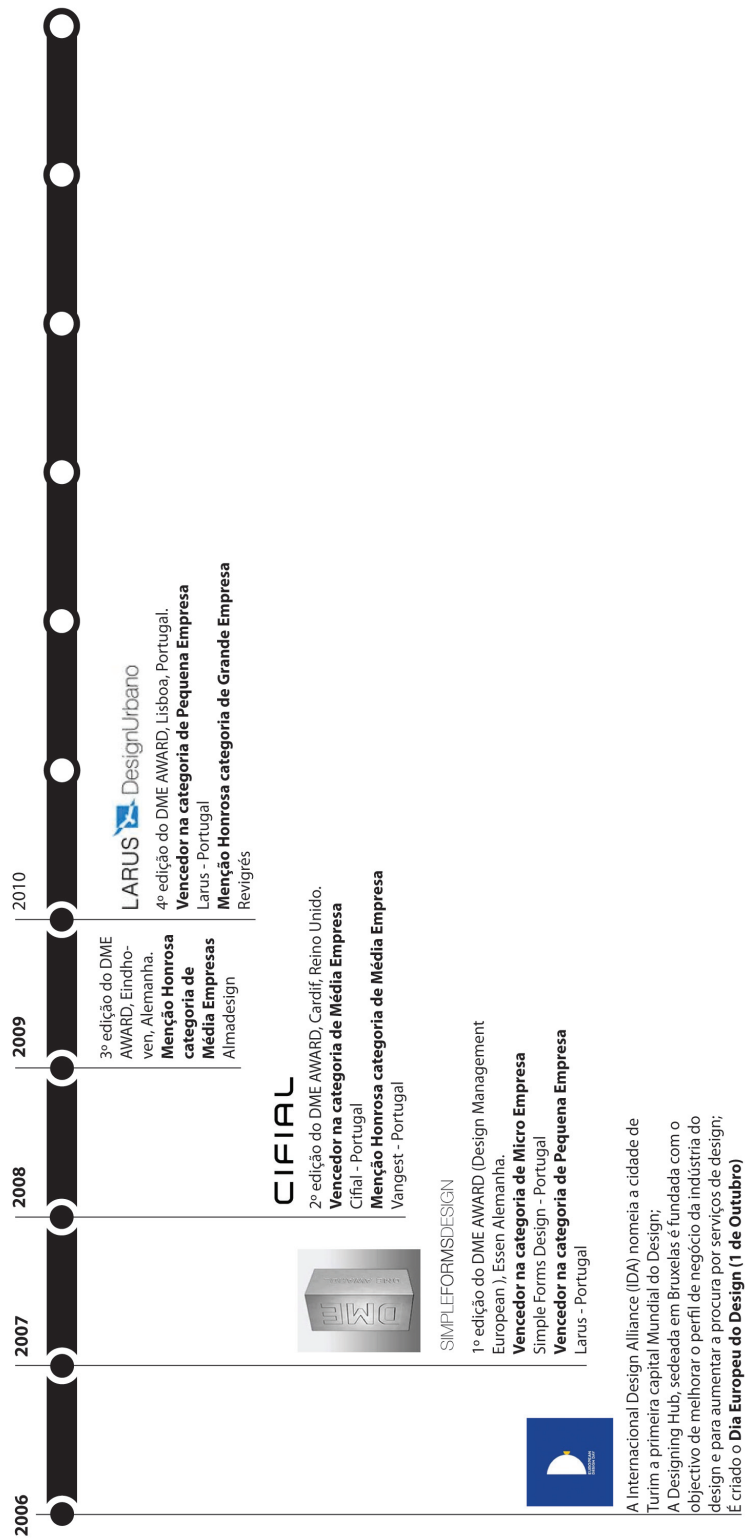 2006
2007
2008
2009
2010
EUROPEAN
DESIGN DAY
A Internacional Design Alliance (IDA) nomeia a cidade de
Turim a primeira capital Mundial do Design;
A Designing Hub, sedeada em Bruxelas é fundada com o
objectivo de melhorar o perfil de negócio da indústria do
design e para aumentar a procura por serviços de design;
É criado o Dia Europeu do Design (1 de Outubro)
DME
DME AWARD
SIMPLEFORMSDESIGN
1º edição do DME AWARD (Design Management
European ), Essen Alemanha.
Vencedor na categoria de Micro Empresa
Simple Forms Design - Portugal
Vencedor na categoria de Pequena Empresa
Larus - Portugal
CIFIAL
2º edição do DME AWARD, Cardif, Reino Unido.
Vencedor na categoria de Média Empresa
Cifial - Portugal
Menção Honrosa categoria de Média Empresa
Vangest - Portugal
3º edição do DME
AWARD, Eindho-
ven, Alemanha.
Menção Honrosa
categoria de
Média Empresas
Almadesign
LARUS DesignUrbano
4º edição do DME AWARD, Lisboa, Portugal.
Vencedor na categoria de Pequena Empresa
Larus - Portugal
Menção Honrosa categoria de Grande Empresa
Revigrés